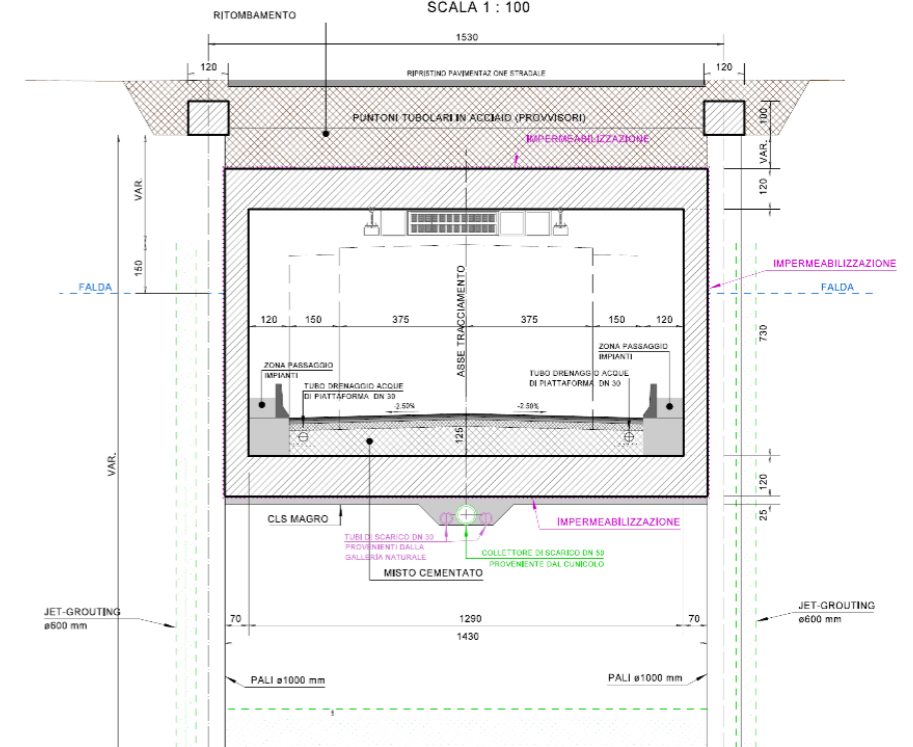 SCALA 1 : 100
RITOMBAMENTO
1530
120
120
RIPRISTINO PAVIMENTAZIONE STRADALE
PUNTONI TUBOLARI IN ACCIAIO (PROVVISORI)
100
IMPERMEABILIZZAZIONE
VAR.
VAR.
120
150
IMPERMEABILIZZAZIONE
FALDA
FALDA
ASSE TRACCIAMENTO
120
150
375
375
150
120
730
ZONA PASSAGGIO
IMPIANTI
ZONA PASSAGGIO
IMPIANTI
TUBO DRENAGGIO ACQUE
DI PIATTAFORMA DN 30
TUBO DRENAGGIO ACQUE
DI PIATTAFORMA DN 30
-2.50%
-2.50%
125
VAR.
120
25
CLS MAGRO
IMPERMEABILIZZAZIONE
TUBI DI SCARICO DN 30
PROVENIENTI DALLA
GALLERIA NATURALE
COLLETTORE DI SCARICO DN 50
PROVENIENTE DAL CUNICOLO
MISTO CEMENTATO
JET-GROUTING
ø600 mm
JET-GROUTING
ø600 mm
70
1290
70
1430
PALI ø1000 mm
PALI ø1000 mm